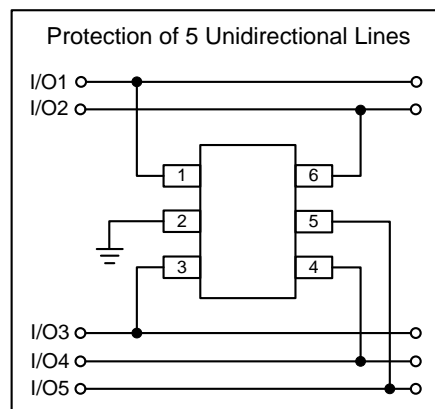 Protection of 5 Unidirectional Lines
I/O1
I/O2
1 6
2 5
3 4
I/O3
I/O4
I/O5